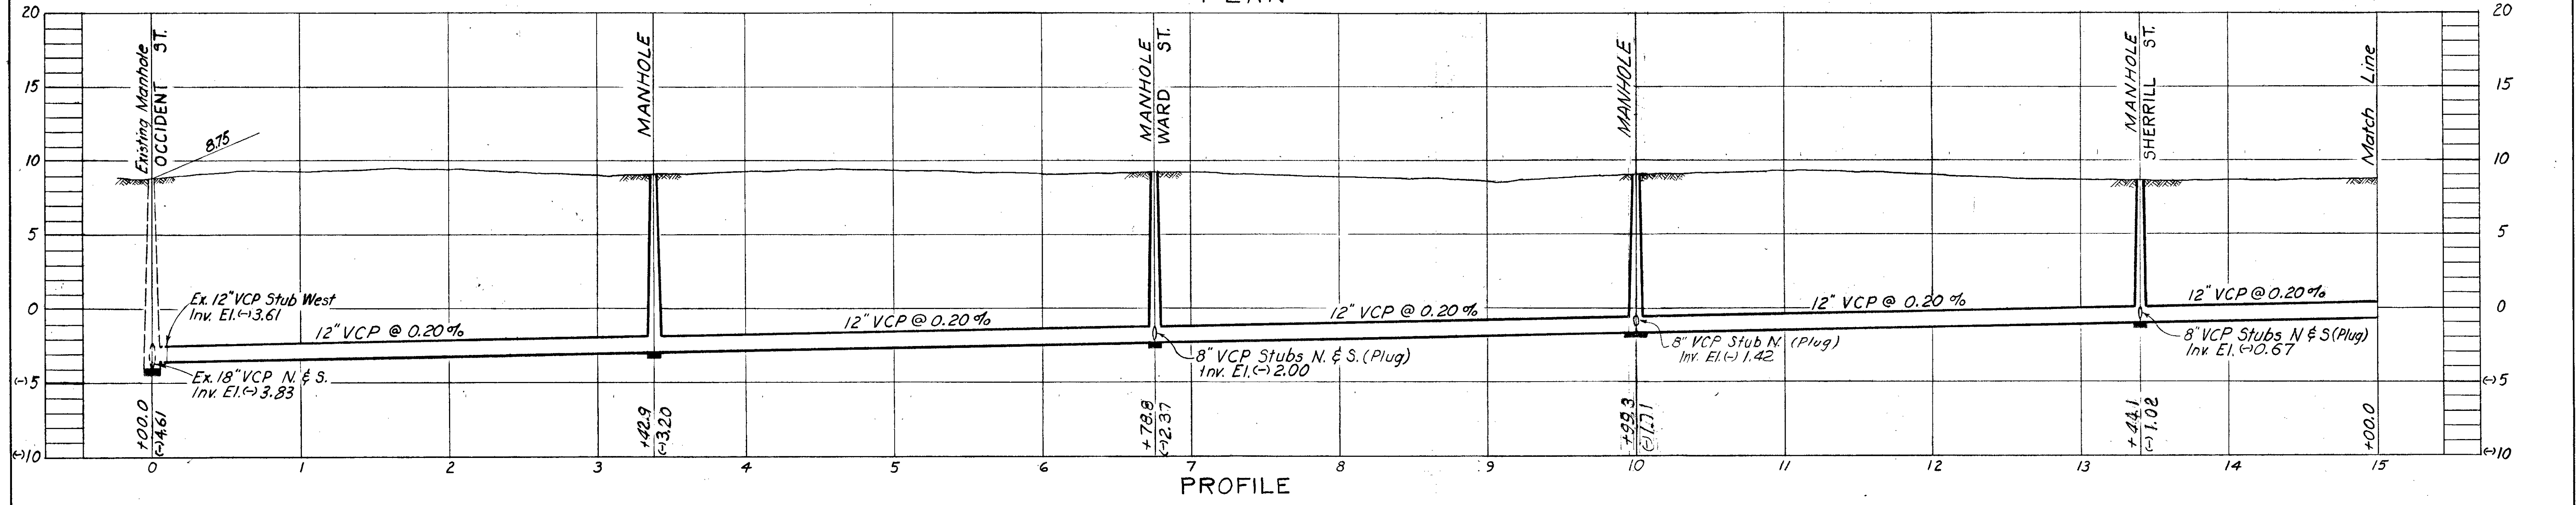 PLAN
20
15
10
5
0
(-)5
(-)10
Existing Manhole
OCCIDENT ST.
8.75
MANHOLE
MANHOLE
WARD ST.
MANHOLE
MANHOLE
SHERRILL ST.
Match Line
20
15
10
5
0
(-)5
(-)10
Ex. 12" VCP Stub West
Inv. El.(-)3.61
12" VCP @ 0.20%
12" VCP @ 0.20%
12" VCP @ 0.20%
12" VCP @ 0.20%
12" VCP @ 0.20%
Ex. 18" VCP N. & S.
Inv. El.(-)3.83
8" VCP Stubs N. & S. (Plug)
Inv. El.(-)2.00
8" VCP Stub N. (Plug)
Inv. El.(-)1.42
8" VCP Stubs N & S (Plug)
Inv. El.(-)0.67
+00.0
(-)4.61
+42.9
(-)3.20
+78.8
(-)2.37
+99.3
(-)1.71
+44.1
(-)1.02
+00.0
0 1 2 3 4 5 6 7 8 9 10 11 12 13 14 15
PROFILE